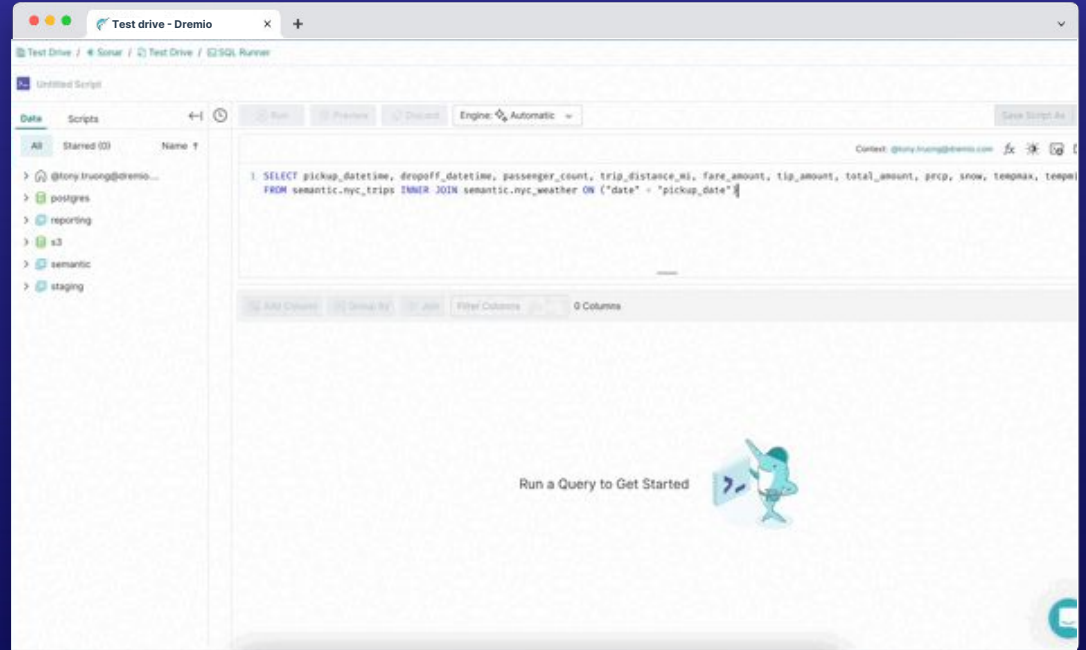 Test drive - Dremio
Test Drive / Sonar / Test Drive / SQL Runner
Untitled Script
Data Scripts
Run Preview Discard Engine: Automatic Save Script As
All Starred (0) Name ↑
Context: @tony.truong@dremio.com fx
@tony.truong@dremio...
postgres
reporting
s3
semantic
staging
1 SELECT pickup_datetime, dropoff_datetime, passenger_count, trip_distance_mi, fare_amount, tip_amount, total_amount, prcp, snow, tempmax, tempmi
FROM semantic.nyc_trips INNER JOIN semantic.nyc_weather ON ("date" = "pickup_date")
Add Column Group By Join Filter Columns 0 Columns
Run a Query to Get Started